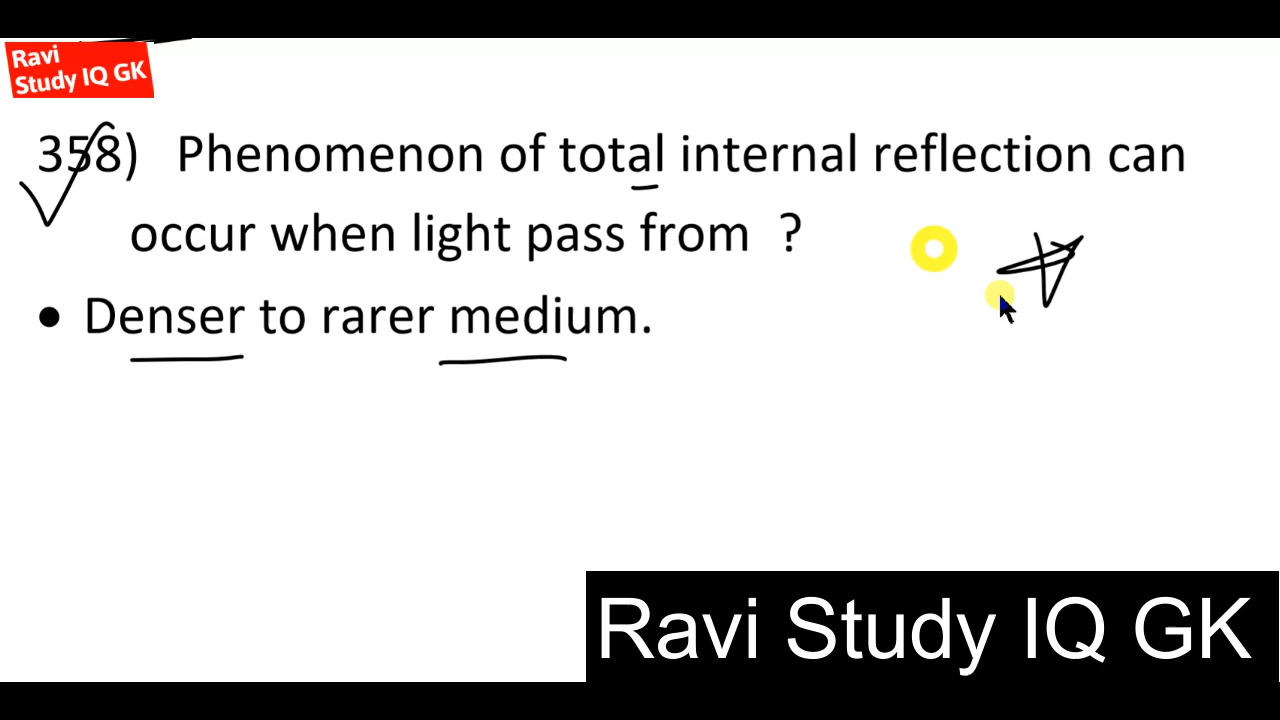 Ravi
Study IQ GK
358) Phenomenon of total internal reflection can
occur when light pass from ?
• Denser to rarer medium.
Ravi Study IQ GK